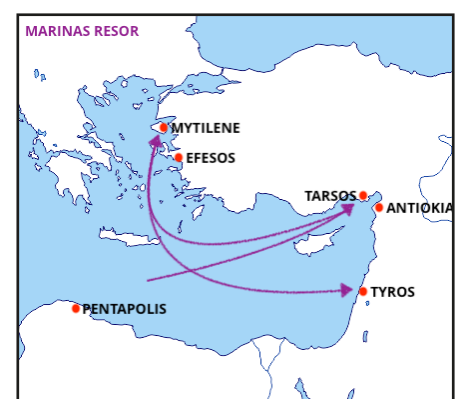 MARINAS RESOR
MYTILENE
EFESOS
TARSOS
ANTIOKIA
TYROS
PENTAPOLIS